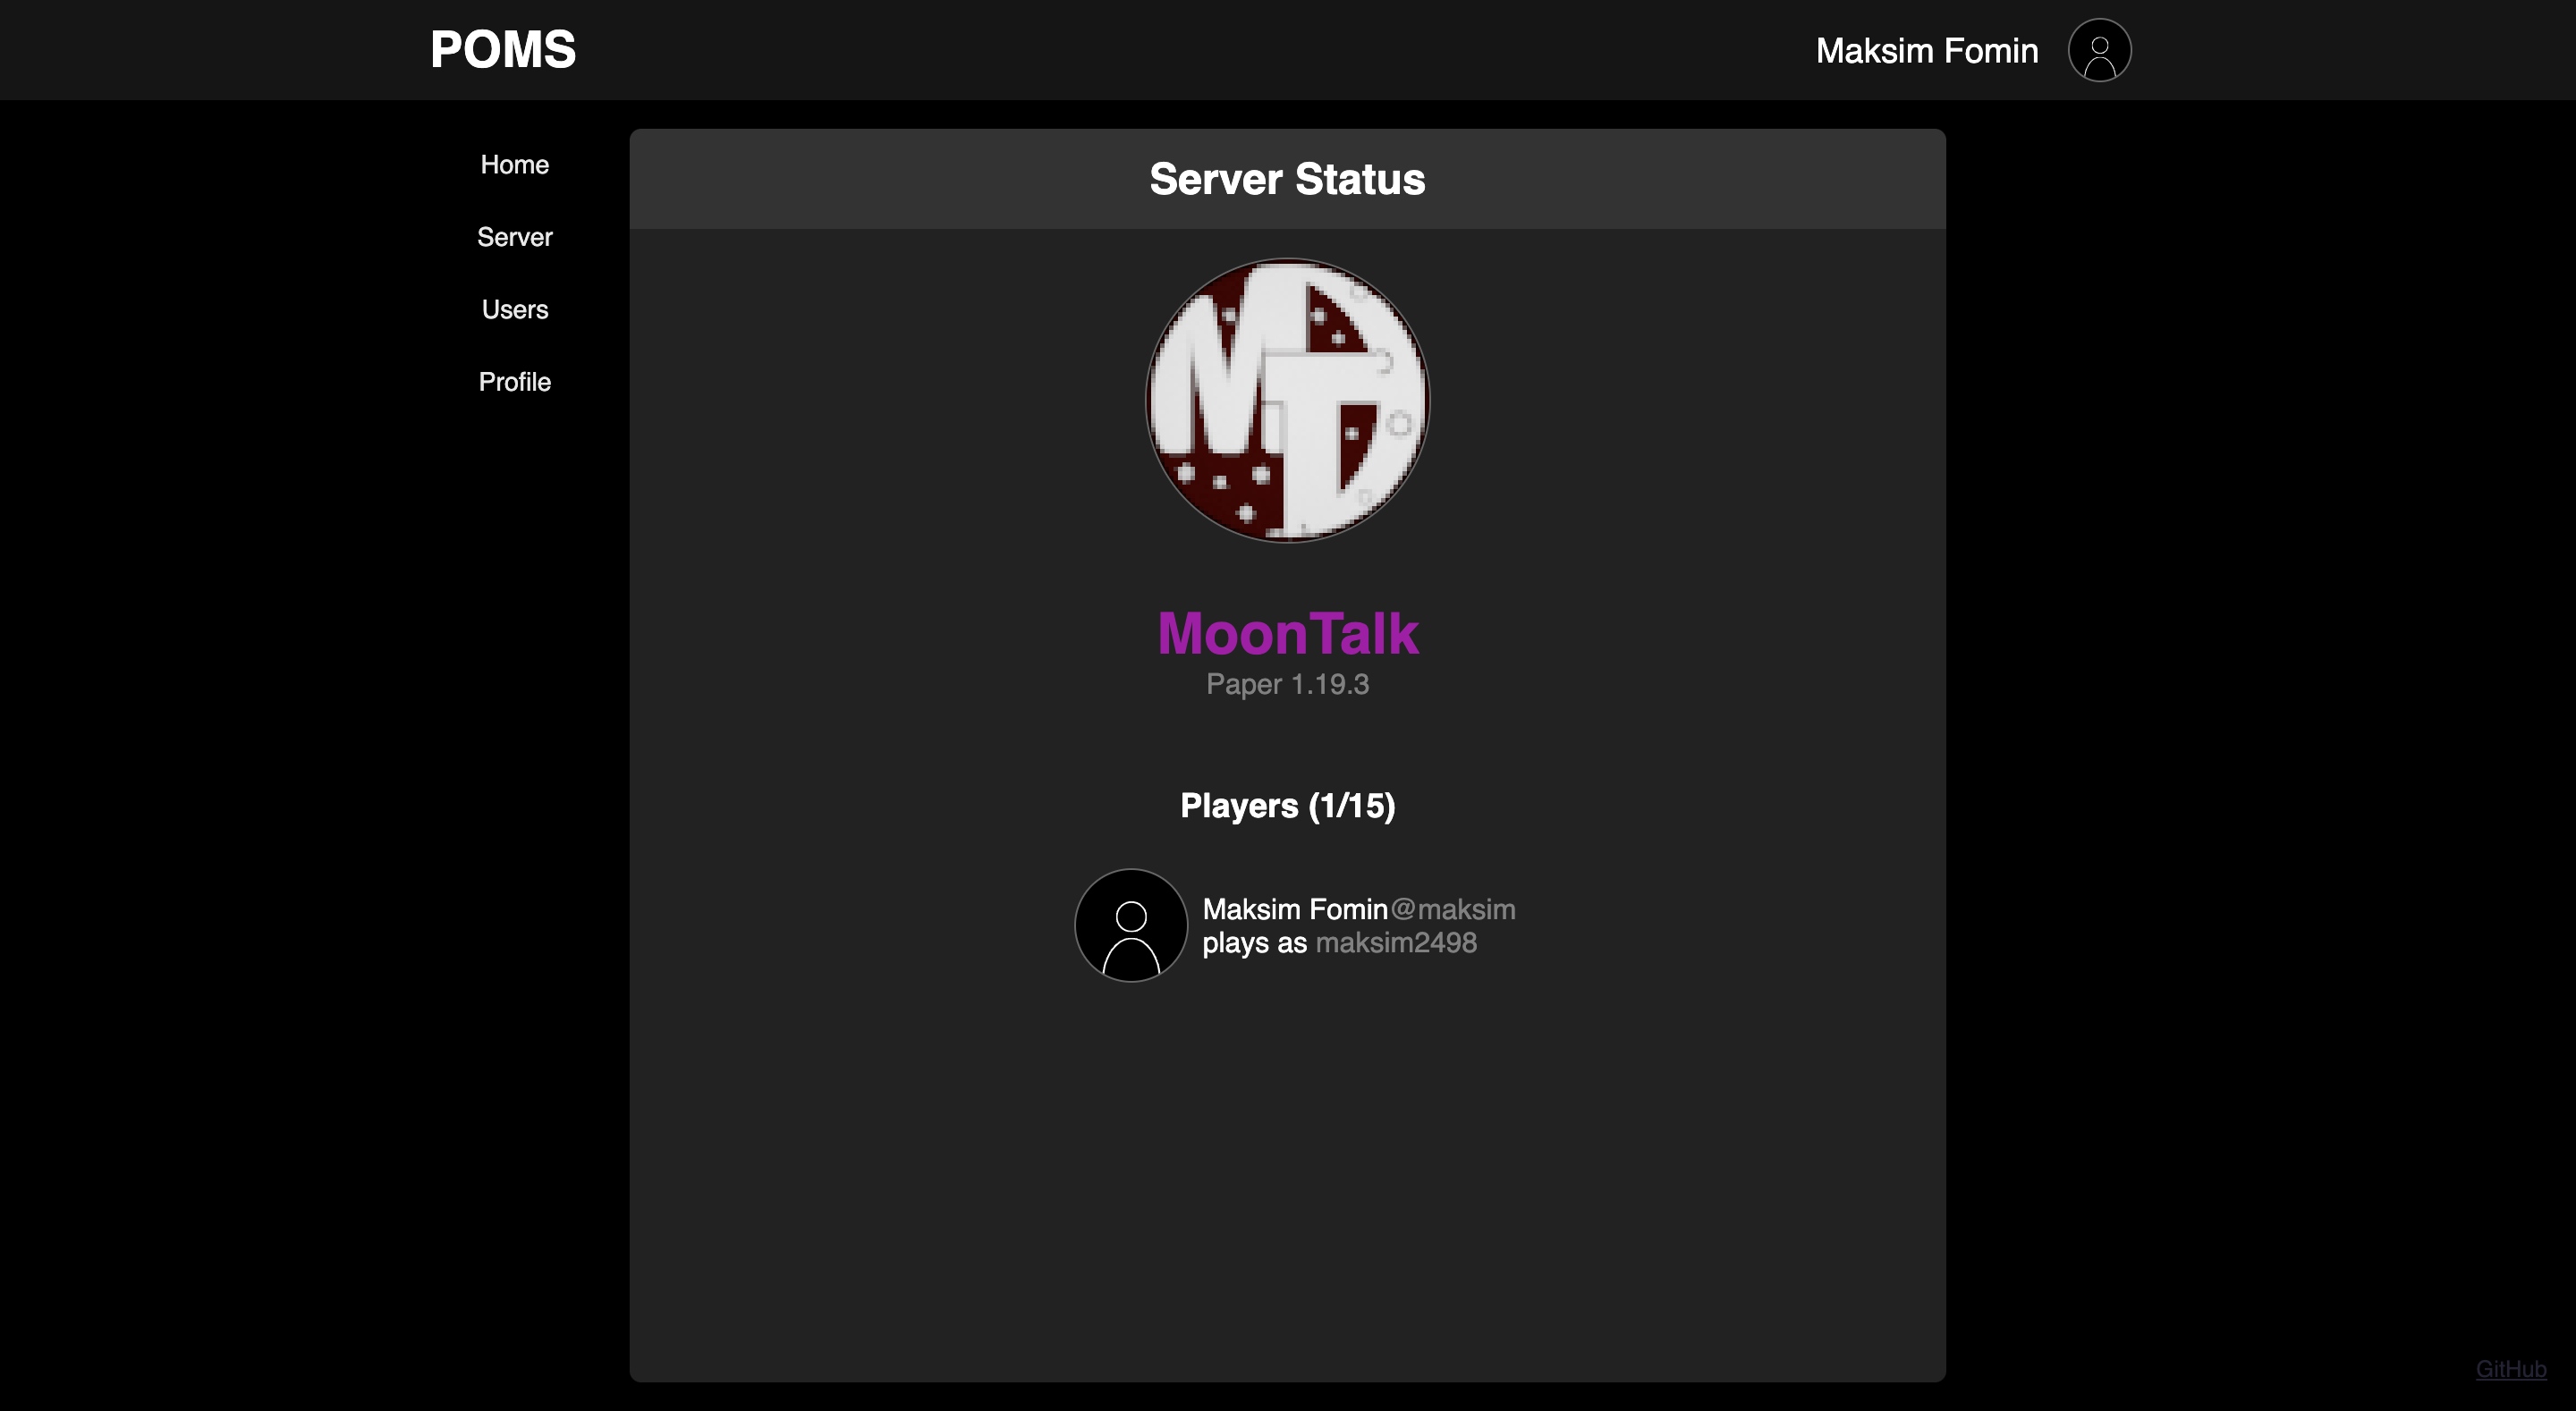 POMS
Maksim Fomin
Home
Server
Users
Profile
Server Status
MT
MoonTalk
Paper 1.19.3
Players (1/15)
Maksim Fomin@maksim
plays as maksim2498
GitHub